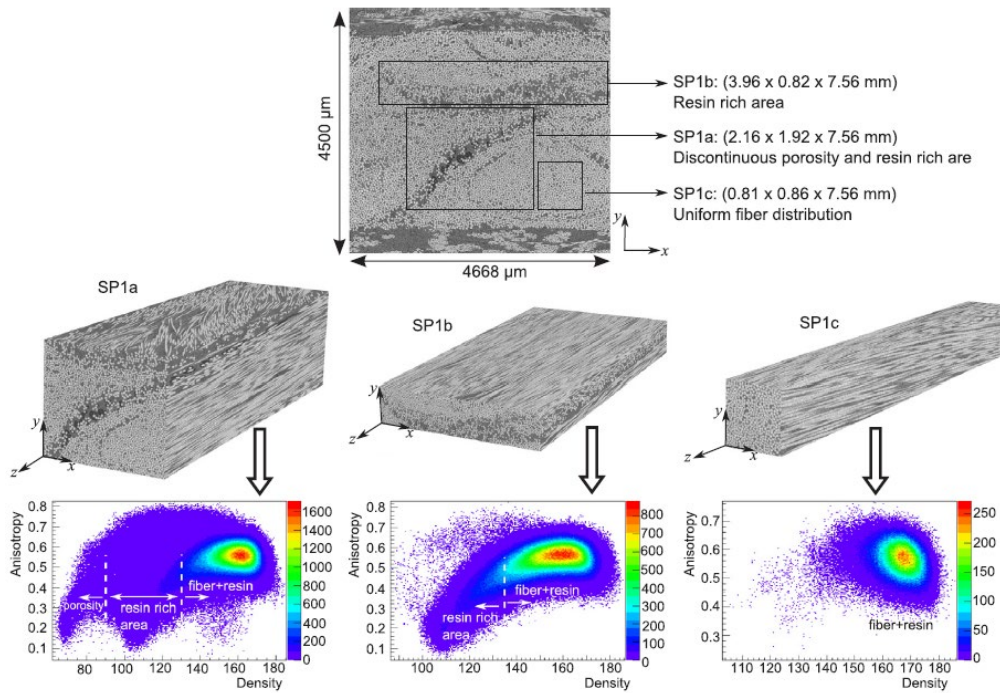 4500 µm
4668 µm
SP1b: (3.96 x 0.82 x 7.56 mm)
Resin rich area
SP1a: (2.16 x 1.92 x 7.56 mm)
Discontinuous porosity and resin rich are
SP1c: (0.81 x 0.86 x 7.56 mm)
Uniform fiber distribution
y
x
SP1a
SP1b
SP1c
y
z
x
y
z
x
y
z
x
Anisotropy
0.8
0.7
0.6
0.5
0.4
0.3
0.2
0.1
porosity
resin rich
area
fiber+resin
80
100
120
140
160
180
Density
1600
1400
1200
1000
800
600
400
200
0
Anisotropy
0.8
0.7
0.6
0.5
0.4
0.3
0.2
0.1
resin rich
area
fiber+resin
100
120
140
160
180
Density
800
700
600
500
400
300
200
100
0
Anisotropy
0.7
0.6
0.5
0.4
0.3
fiber+resin
110
120
130
140
150
160
170
180
Density
250
200
150
100
50
0